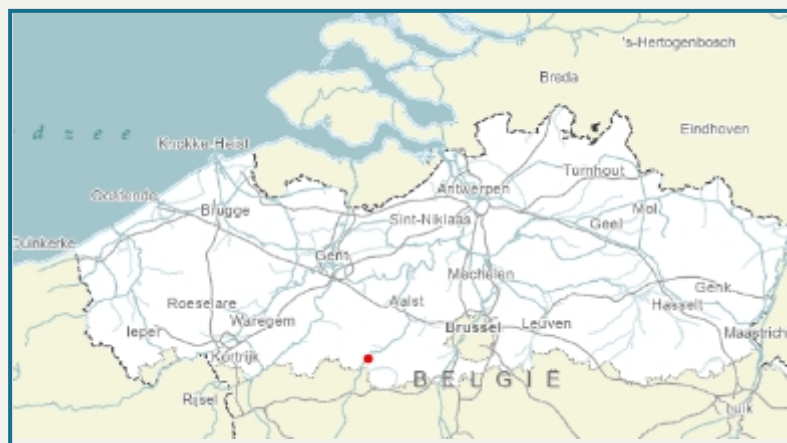 's-Hertogenbosch
Breda
d z e e
Eindhoven
Knokke-Heist
Turnhout
Oostende
Antwerpen
Brugge
Mol
Sint-Niklaas
Geel
Duinkerke
Gent
Mechelen
Genk
Roeselare
Aalst
Hasselt
Waregem
Ieper
Brussel
Leuven
Maastrich
Kortrijk
BELGIË
Rijsel
Luik